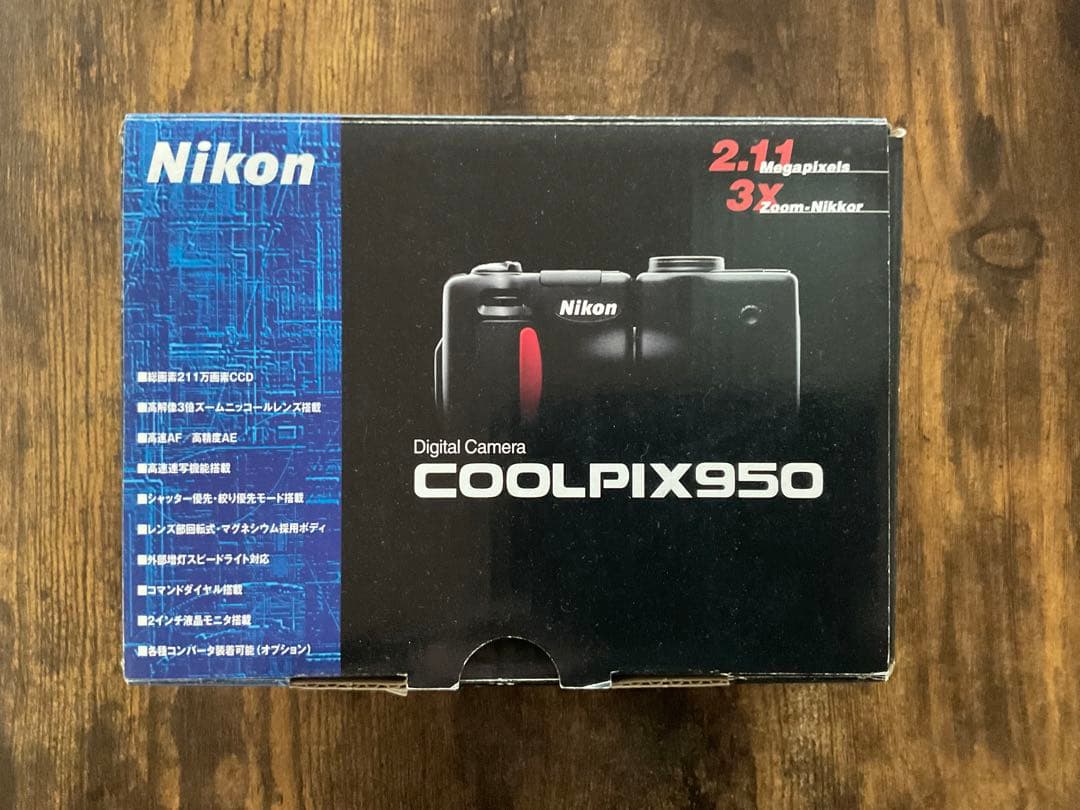 Nikon
2.11
Megapixels
3x
Zoom-Nikkor
Nikon
■総画素211万画素CCD
■高解像3倍ズームニッコールレンズ搭載
■高速AF/高精度AE
■高速連写機能搭載
■シャッター優先・絞り優先モード搭載
■レンズ部回転式・マグネシウム採用ボディ
■外部増灯スピードライト対応
■コマンドダイヤル搭載
■2インチ液晶モニタ搭載
■各種コンバータ装着可能(オプション)
Digital Camera
COOLPIX950